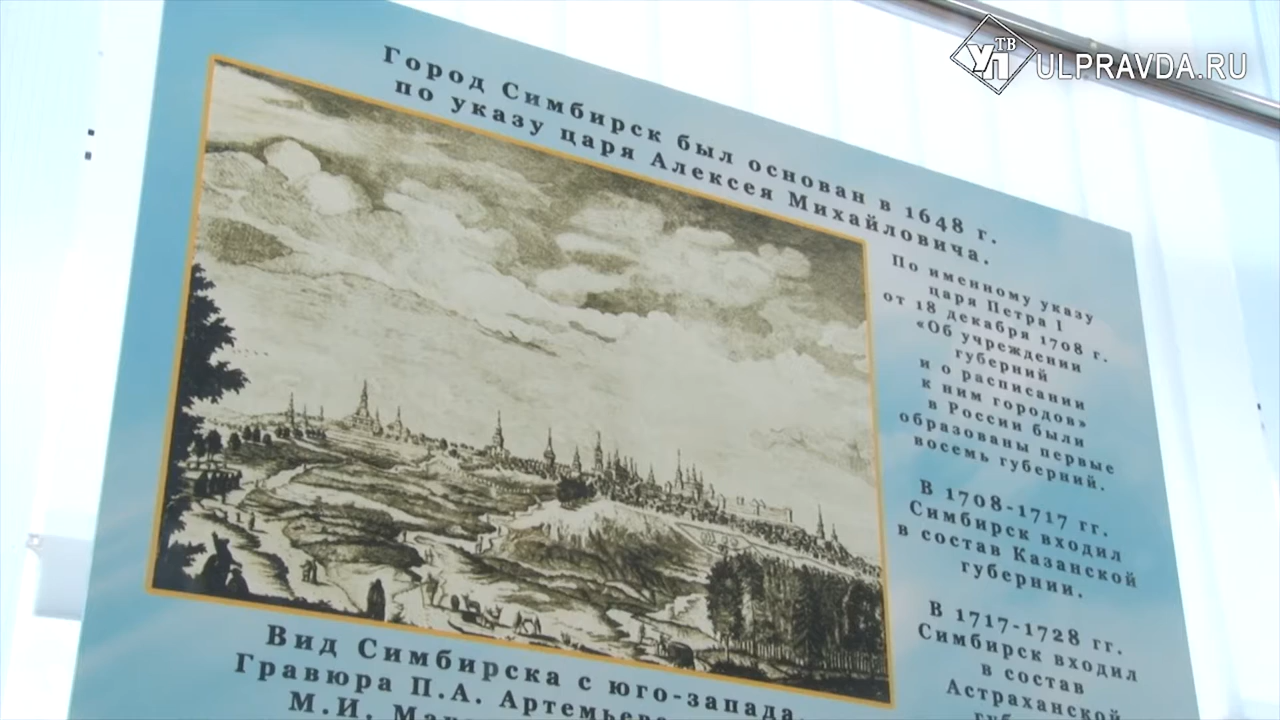 УП ТВ
ULPRAVDA.RU
Город Симбирск был основан в 1648 г.
по указу царя Алексея Михайловича.
По именному указу
царя Петра I
от 18 декабря 1708 г.
«Об учреждении
губерний
и о расписании
к ним городов»
в России были
образованы первые
восемь губерний.
В 1708-1717 гг.
Симбирск входил
в состав Казанской
губернии.
В 1717-1728 гг.
Симбирск входил
в состав
Астраханской
Вид Симбирска с юго-запада.
Гравюра П.А. Артемьева
М.И.